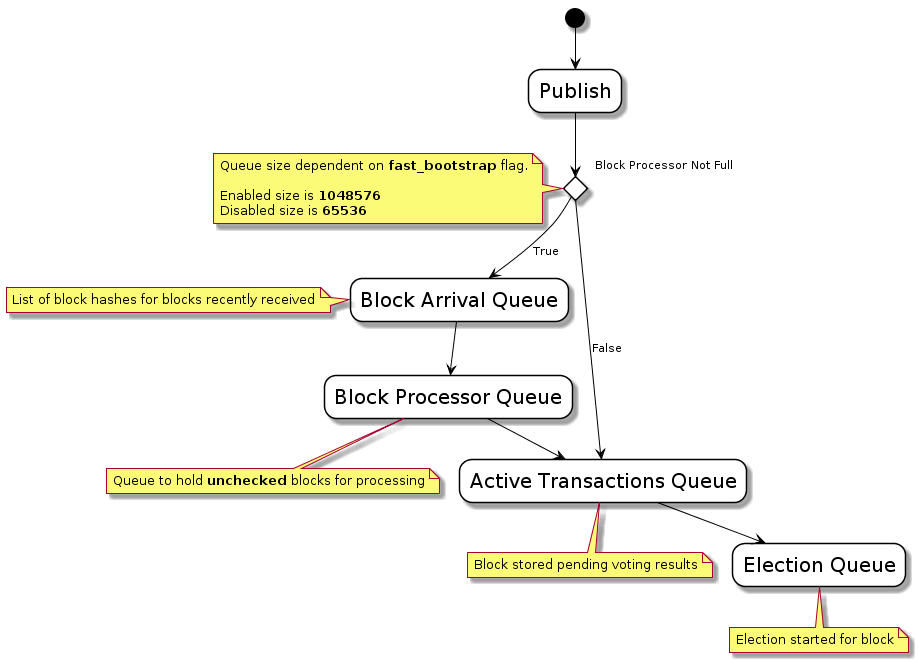 Publish
Block Processor Not Full
Queue size dependent on fast_bootstrap flag.
Enabled size is 1048576
Disabled size is 65536
True
Block Arrival Queue
List of block hashes for blocks recently received
False
Block Processor Queue
Queue to hold unchecked blocks for processing
Active Transactions Queue
Block stored pending voting results
Election Queue
Election started for block